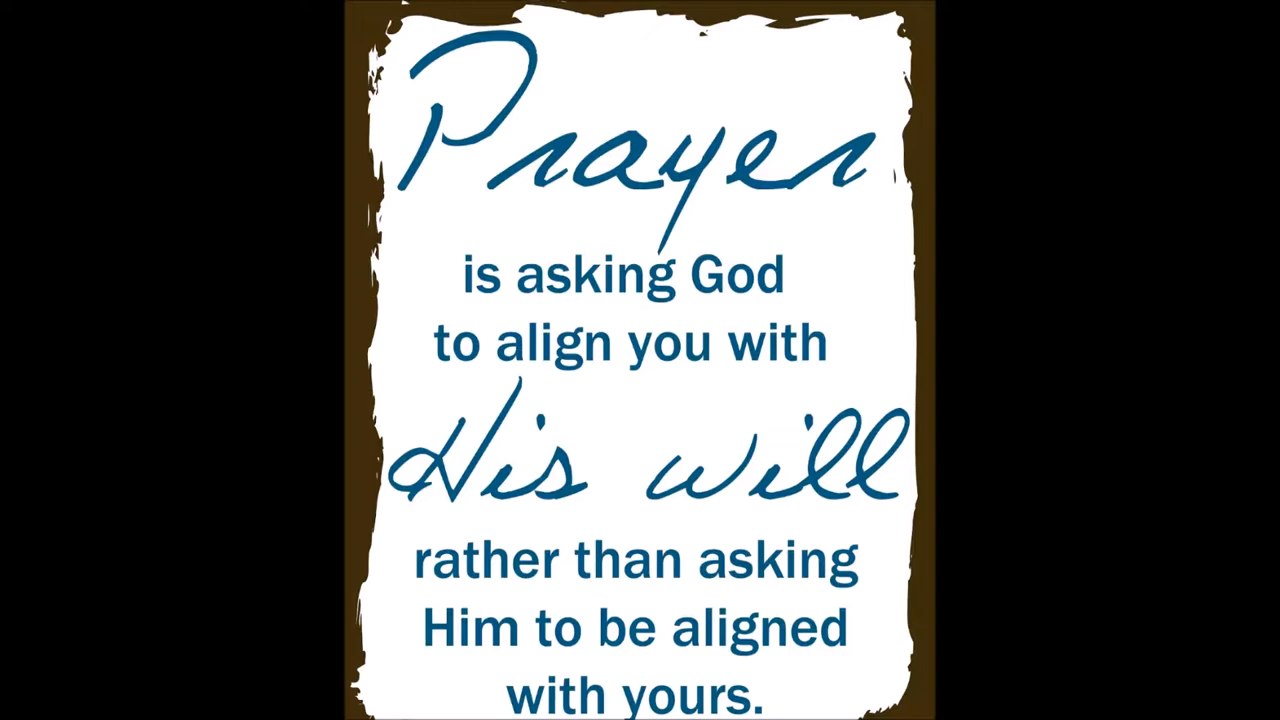 Prayer
is asking God
to align you with
His will
rather than asking
Him to be aligned
with yours.